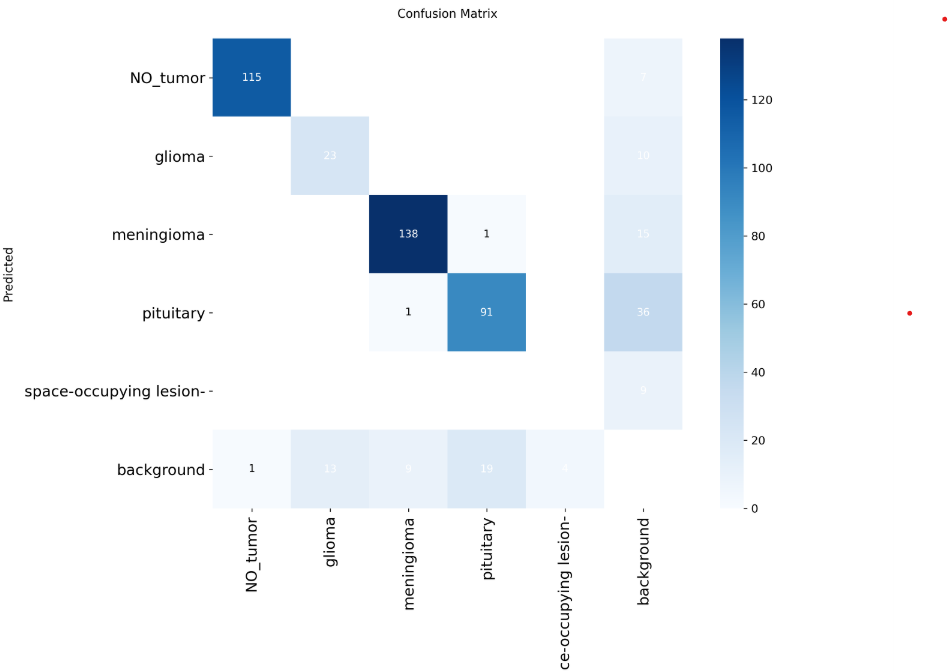 Confusion Matrix
NO_tumor
115
7
120
glioma
23
10
100
meningioma
138
1
15
80
Predicted
pituitary
1
91
36
60
space-occupying lesion-
9
40
20
background
1
13
9
19
4
0
NO_tumor
glioma
meningioma
pituitary
ce-occupying lesion-
background